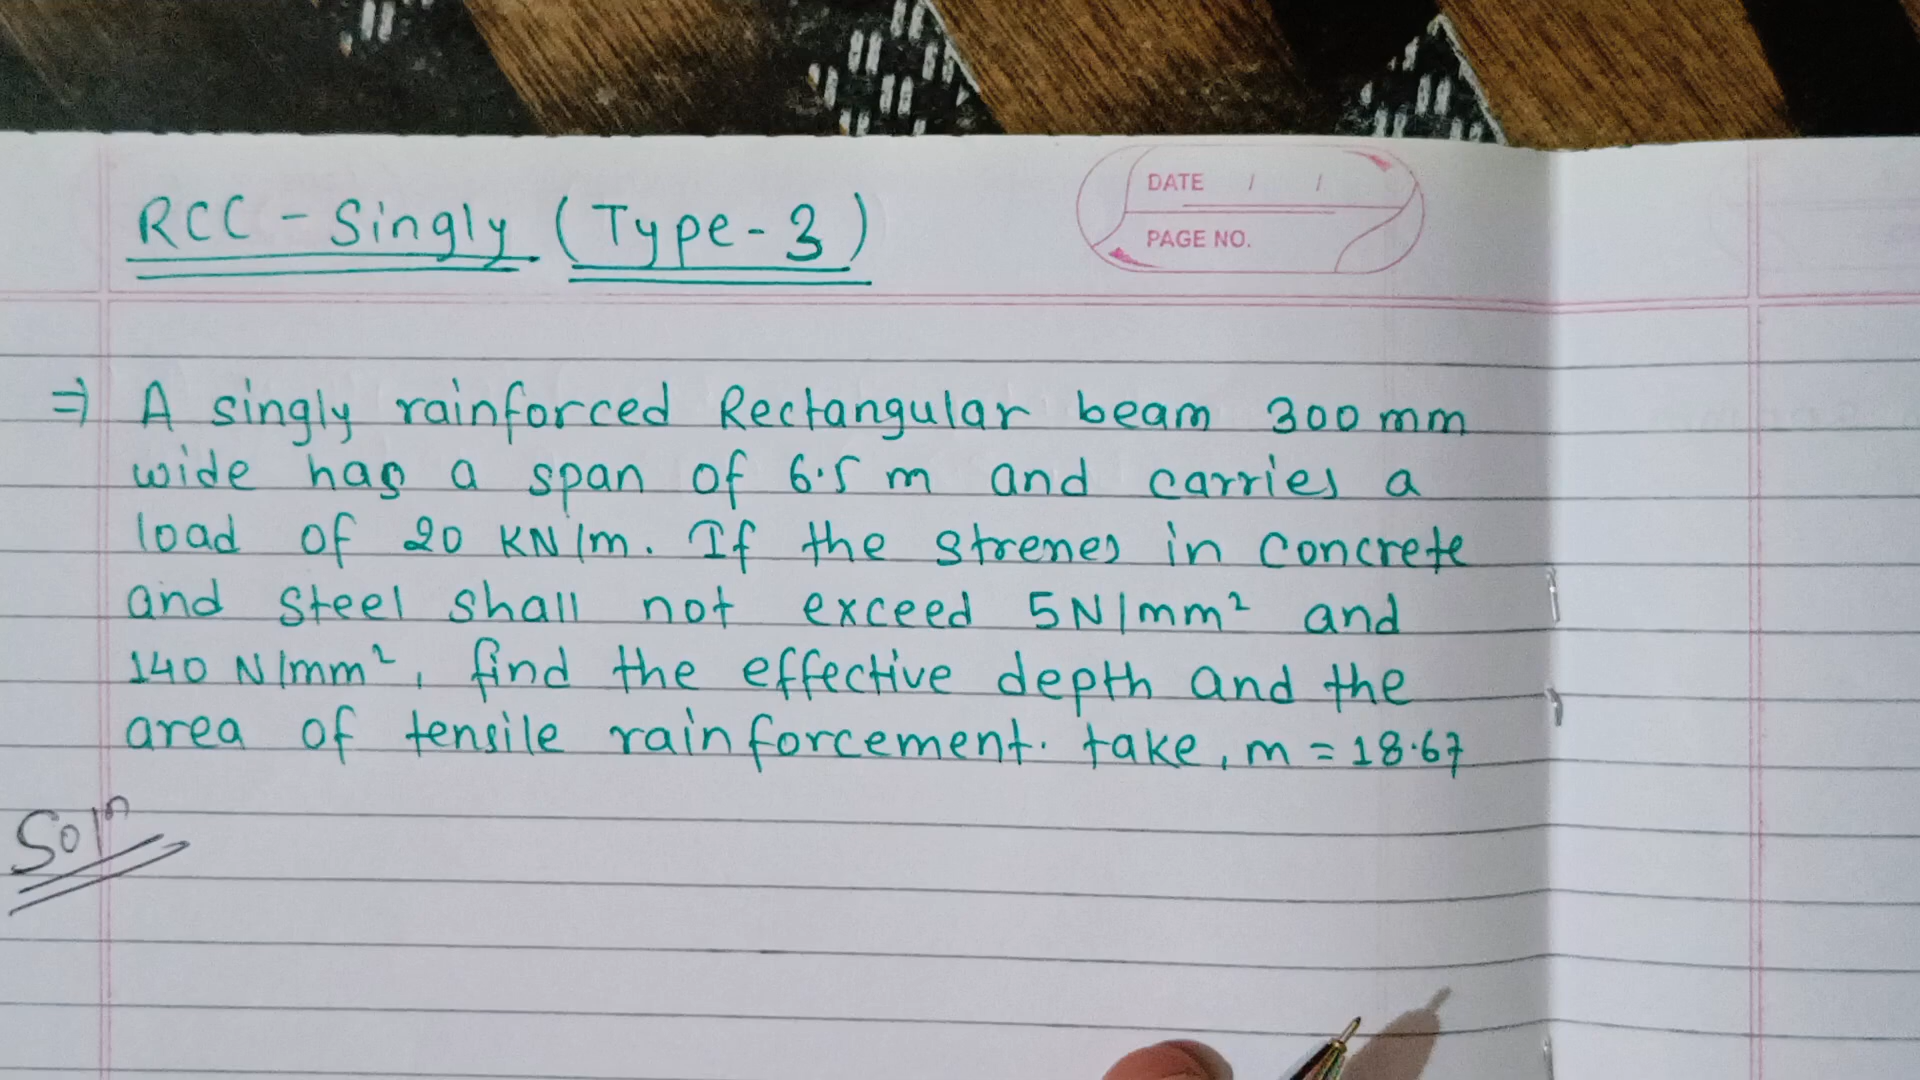 RCC - Singly (Type-3)
DATE / /
PAGE NO.
⇒ A singly rainforced Rectangular beam 300 mm
wide has a span of 6.5 m and carries a
load of 20 KN/m. If the strenes in concrete
and steel shall not exceed 5N/mm²  and
140 N/mm², find the effective depth and the
area of tensile rainforcement. take, m = 18.67
Solⁿ